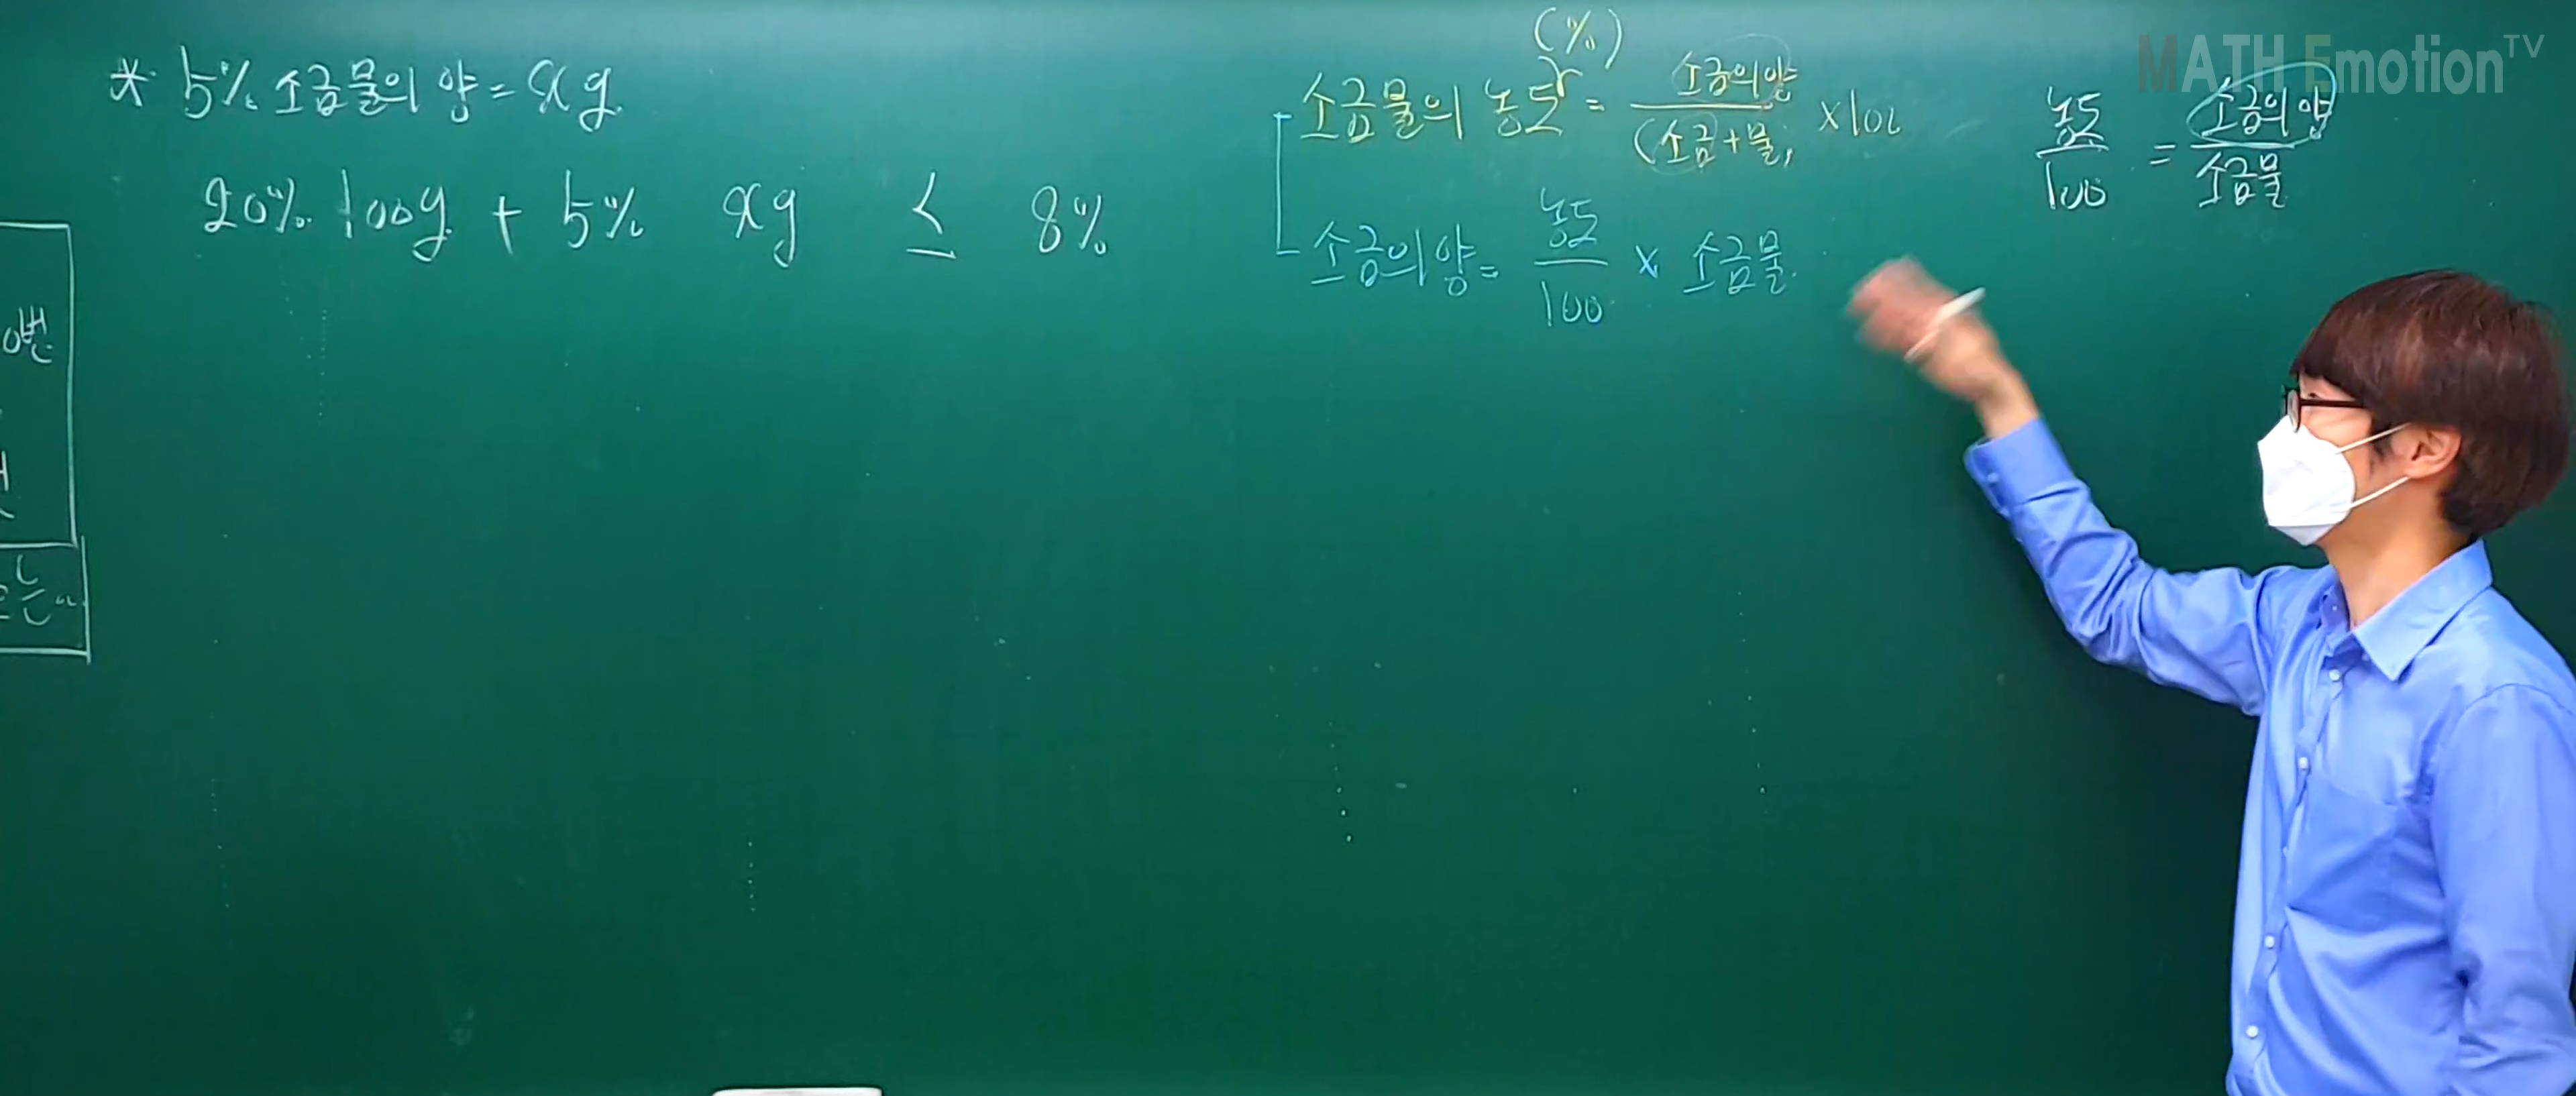 * 5% 소금물의 양 = x g.
20% 100g + 5% x g ≤ 8%
(%)
소금물의 농도 = 소금의 양 / (소금+물) ×100
소금의 양 = 농도 / 100 × 소금물
농도 / 100 = 소금의 양 / 소금물
MATH Emotion TV